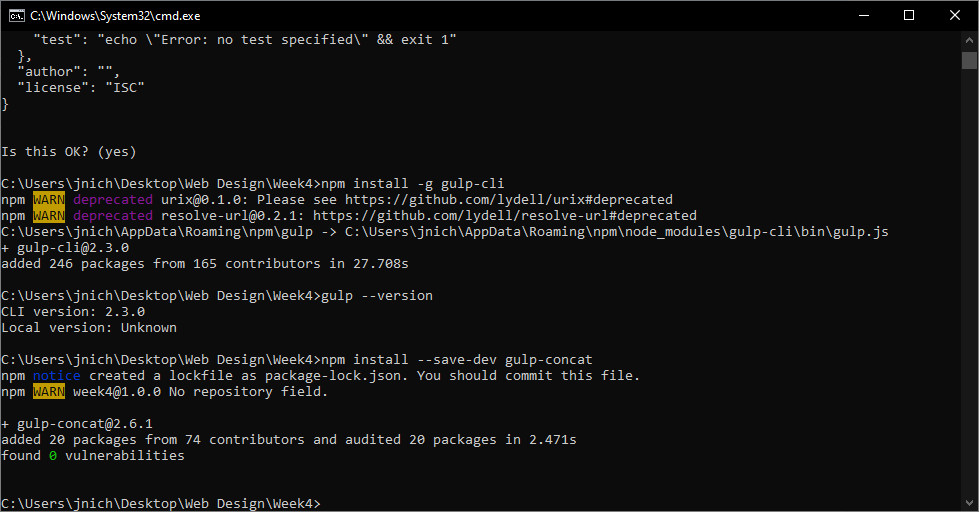 C:\Windows\System32\cmd.exe
    "test": "echo \"Error: no test specified\" && exit 1"
  },
  "author": "",
  "license": "ISC"
}
Is this OK? (yes)
C:\Users\jnich\Desktop\Web Design\Week4>npm install -g gulp-cli
npm WARN deprecated urix@0.1.0: Please see https://github.com/lydell/urix#deprecated
npm WARN deprecated resolve-url@0.2.1: https://github.com/lydell/resolve-url#deprecated
C:\Users\jnich\AppData\Roaming\npm\gulp -> C:\Users\jnich\AppData\Roaming\npm\node_modules\gulp-cli\bin\gulp.js
+ gulp-cli@2.3.0
added 246 packages from 165 contributors in 27.708s
C:\Users\jnich\Desktop\Web Design\Week4>gulp --version
CLI version: 2.3.0
Local version: Unknown
C:\Users\jnich\Desktop\Web Design\Week4>npm install --save-dev gulp-concat
npm notice created a lockfile as package-lock.json. You should commit this file.
npm WARN week4@1.0.0 No repository field.
+ gulp-concat@2.6.1
added 20 packages from 74 contributors and audited 20 packages in 2.471s
found 0 vulnerabilities
C:\Users\jnich\Desktop\Web Design\Week4>